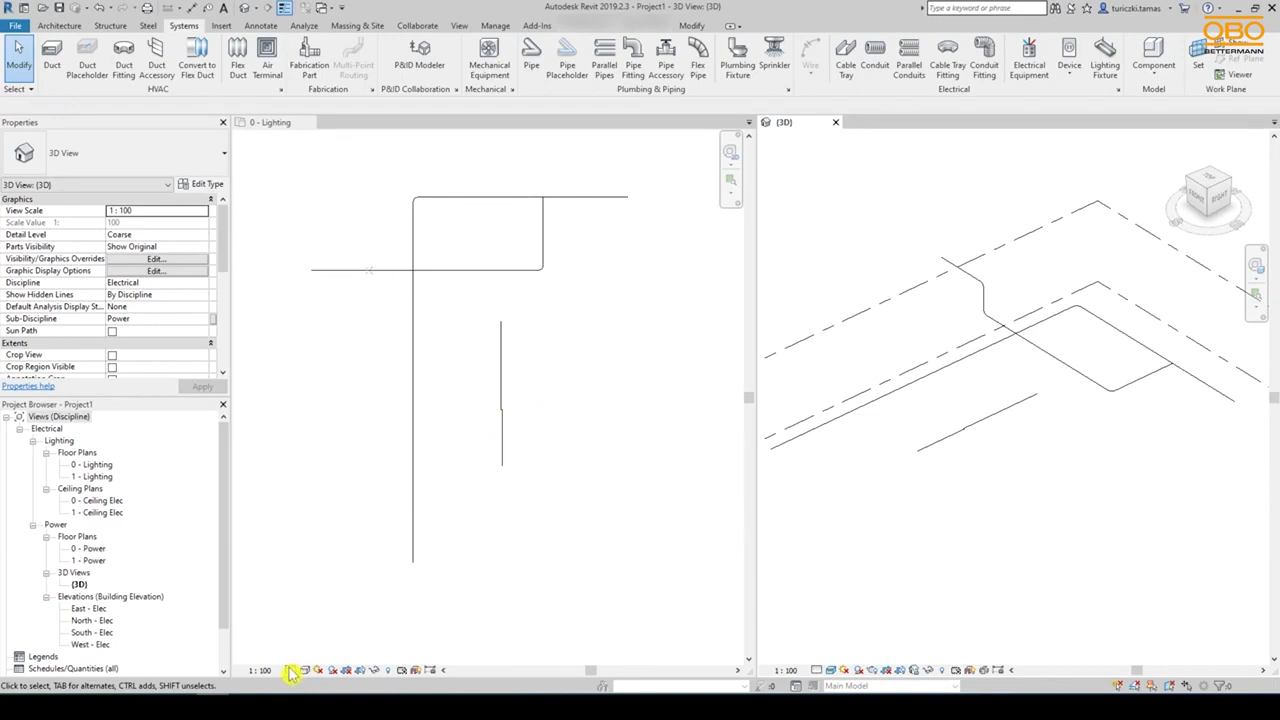 Autodesk Revit 2019.2.3 - Project1 - 3D View: {3D}
Type a keyword or phrase
turiczki.tamas
File Architecture Structure Steel Systems Insert Annotate Analyze Massing & Site Collaborate View Manage Add-Ins Modify
OBO
BETTERMANN
Modify
Duct
Duct Placeholder
Duct Fitting
Duct Accessory
Convert to Flex Duct
Flex Duct
Air Terminal
Fabrication Part
Multi-Point Routing
P&ID Modeler
Mechanical Equipment
Pipe
Pipe Placeholder
Parallel Pipes
Pipe Fitting
Pipe Accessory
Flex Pipe
Plumbing Fixture
Sprinkler
Wire
Cable Tray
Conduit
Parallel Conduits
Cable Tray Fitting
Conduit Fitting
Electrical Equipment
Device
Lighting Fixture
Component
Set
Show
Ref Plane
Viewer
Select HVAC Fabrication P&ID Collaboration Mechanical Plumbing & Piping Electrical Model Work Plane
Properties
3D View
3D View: {3D} Edit Type
Graphics
View Scale 1 : 100
Scale Value 1: 100
Detail Level Coarse
Parts Visibility Show Original
Visibility/Graphics Overrides Edit...
Graphic Display Options Edit...
Discipline Electrical
Show Hidden Lines By Discipline
Default Analysis Display St... None
Sub-Discipline Power
Sun Path
Extents
Crop View
Crop Region Visible
Properties help Apply
Project Browser - Project1
Views (Discipline)
Electrical
Lighting
Floor Plans
0 - Lighting
1 - Lighting
Ceiling Plans
0 - Ceiling Elec
1 - Ceiling Elec
Power
Floor Plans
0 - Power
1 - Power
3D Views
{3D}
Elevations (Building Elevation)
East - Elec
North - Elec
South - Elec
West - Elec
Legends
Schedules/Quantities (all)
0 - Lighting
1 : 100
{3D}
TOP
FRONT
RIGHT
1 : 100
Click to select, TAB for alternates, CTRL adds, SHIFT unselects.
:0
Main Model
:0